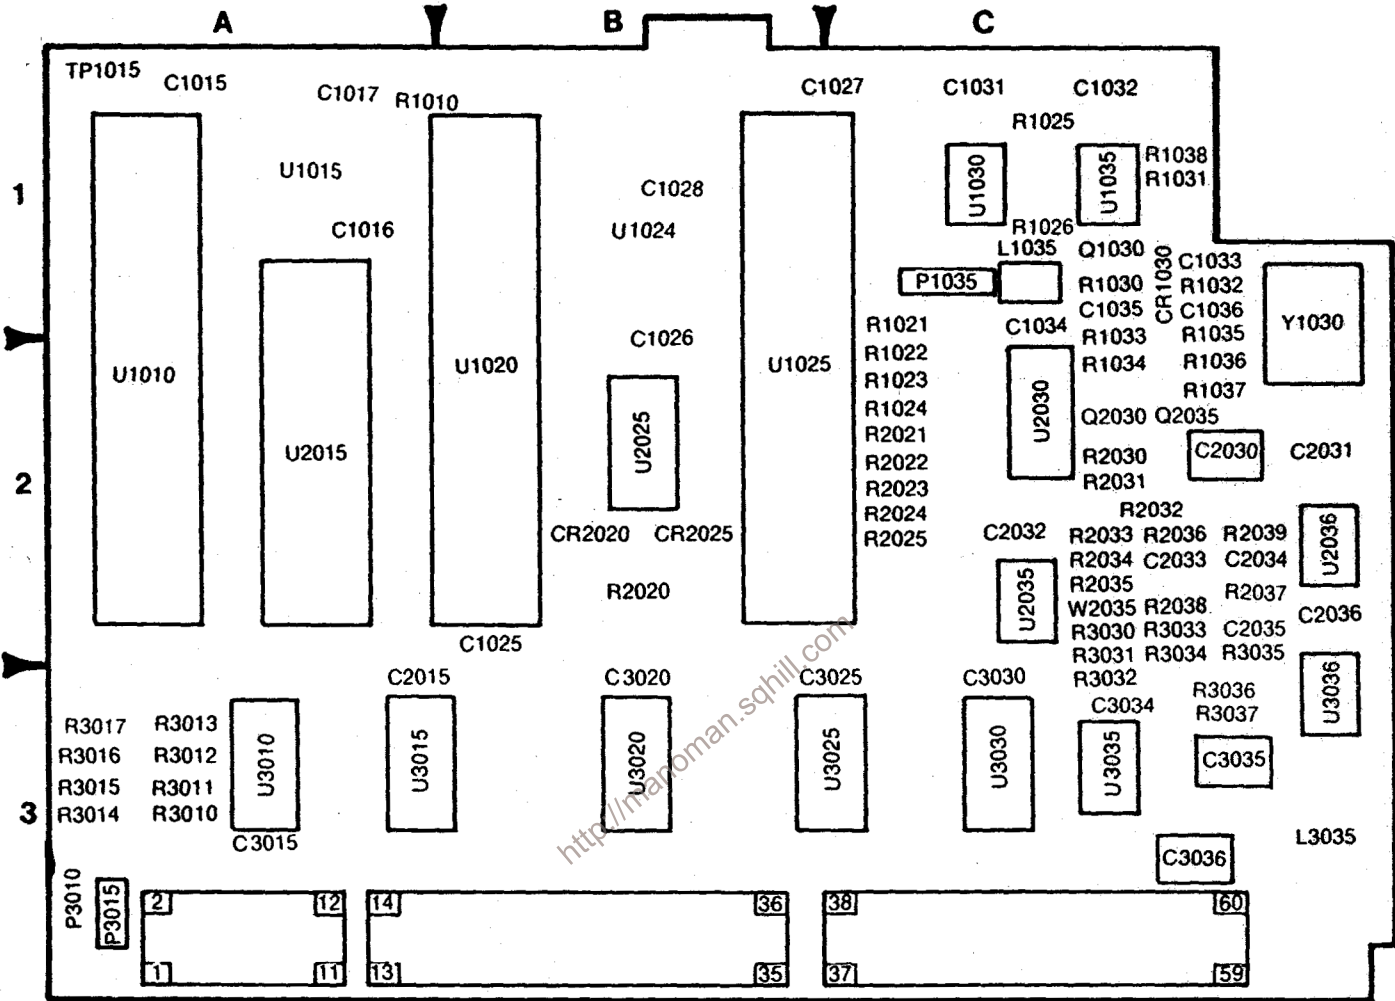 A B C
TP1015 C1015 C1017 R1010 C1027 C1031 C1032
R1025
1 U1015 C1028 U1030 U1035 R1038
R1031
C1016 U1024 R1026
L1035 Q1030 CR1030 C1033
P1035 R1030 R1032
C1035 C1036
Y1030
R1021 C1034 R1033 R1035
C1026
R1022 R1034 R1036
U1010 U1020 U1025
R1023 R1037
R1024 U2030 Q2030 Q2035
R2021
U2015 U2025 C2030 C2031
R2022 R2030
2 R2023 R2031
R2024 R2032
CR2020 CR2025 R2025 C2032 R2033 R2036 R2039 U2036
R2034 C2033 C2034
R2020 U2035 R2035 R2037
W2035 R2038 C2036
R3030 R3033 C2035
C1025 R3031 R3034 R3035
C2015 C3020 C3025 C3030 R3032
R3036 U3036
C3034 R3037
R3017 R3013
R3016 R3012 U3010 U3015 U3020 U3025 U3030 U3035 C3035
R3015 R3011
3 R3014 R3010
C3015 L3035
C3036
P3010 P3015
2 12 14 36 38 60
1 11 13 35 37 59
http://manoman.sqhill.com